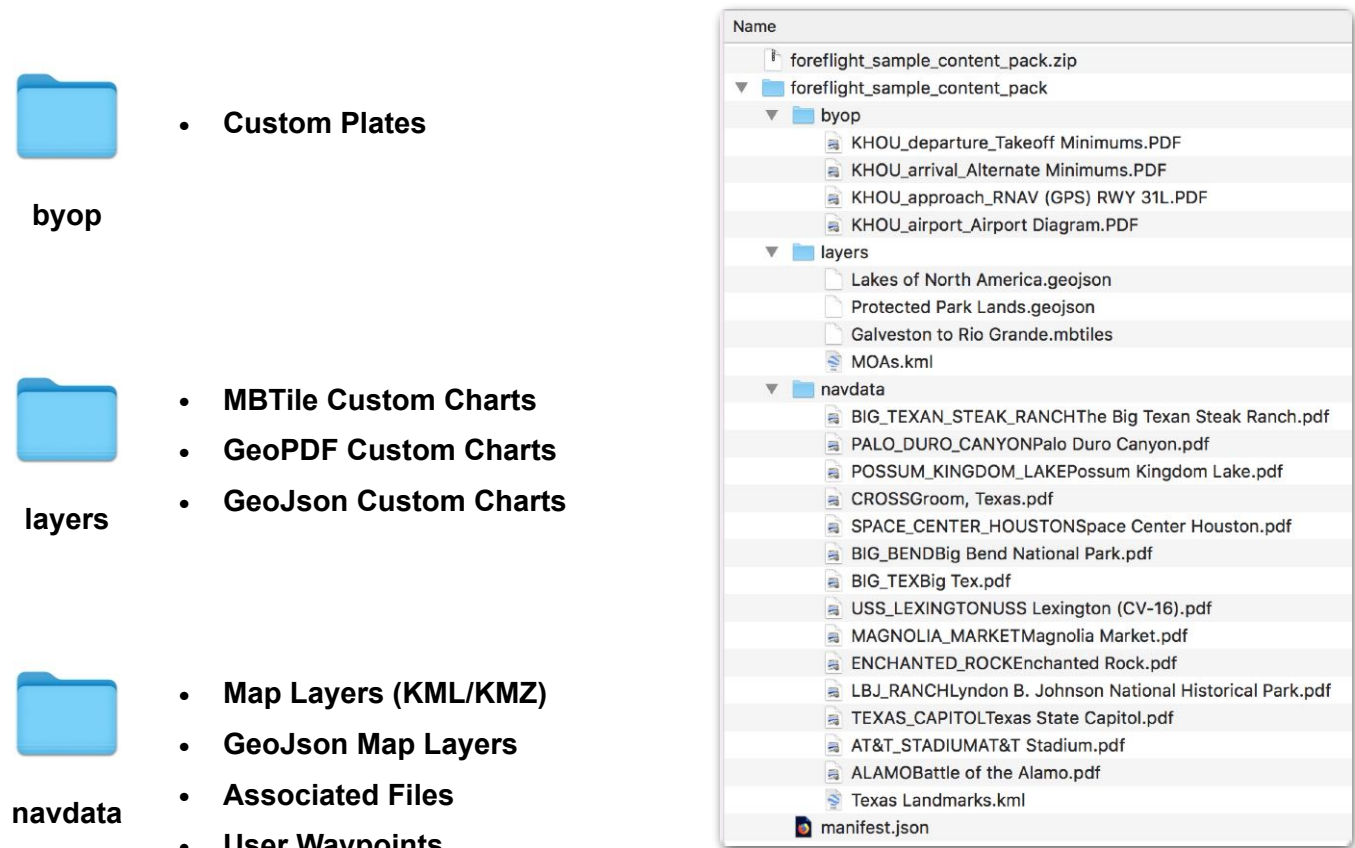 • Custom Plates
byop
• MBTile Custom Charts
• GeoPDF Custom Charts
• GeoJson Custom Charts
layers
• Map Layers (KML/KMZ)
• GeoJson Map Layers
• Associated Files
• User Waypoints
navdata
Name
foreflight_sample_content_pack.zip
foreflight_sample_content_pack
byop
KHOU_departure_Takeoff Minimums.PDF
KHOU_arrival_Alternate Minimums.PDF
KHOU_approach_RNAV (GPS) RWY 31L.PDF
KHOU_airport_Airport Diagram.PDF
layers
Lakes of North America.geojson
Protected Park Lands.geojson
Galveston to Rio Grande.mbtiles
MOAs.kml
navdata
BIG_TEXAN_STEAK_RANCHThe Big Texan Steak Ranch.pdf
PALO_DURO_CANYONPalo Duro Canyon.pdf
POSSUM_KINGDOM_LAKEPossum Kingdom Lake.pdf
CROSSGroom, Texas.pdf
SPACE_CENTER_HOUSTONSpace Center Houston.pdf
BIG_BENDBig Bend National Park.pdf
BIG_TEXBig Tex.pdf
USS_LEXINGTONUSS Lexington (CV-16).pdf
MAGNOLIA_MARKETMagnolia Market.pdf
ENCHANTED_ROCKEnchanted Rock.pdf
LBJ_RANCHLyndon B. Johnson National Historical Park.pdf
TEXAS_CAPITOLTexas State Capitol.pdf
AT&T_STADIUMAT&T Stadium.pdf
ALAMOBattle of the Alamo.pdf
Texas Landmarks.kml
manifest.json